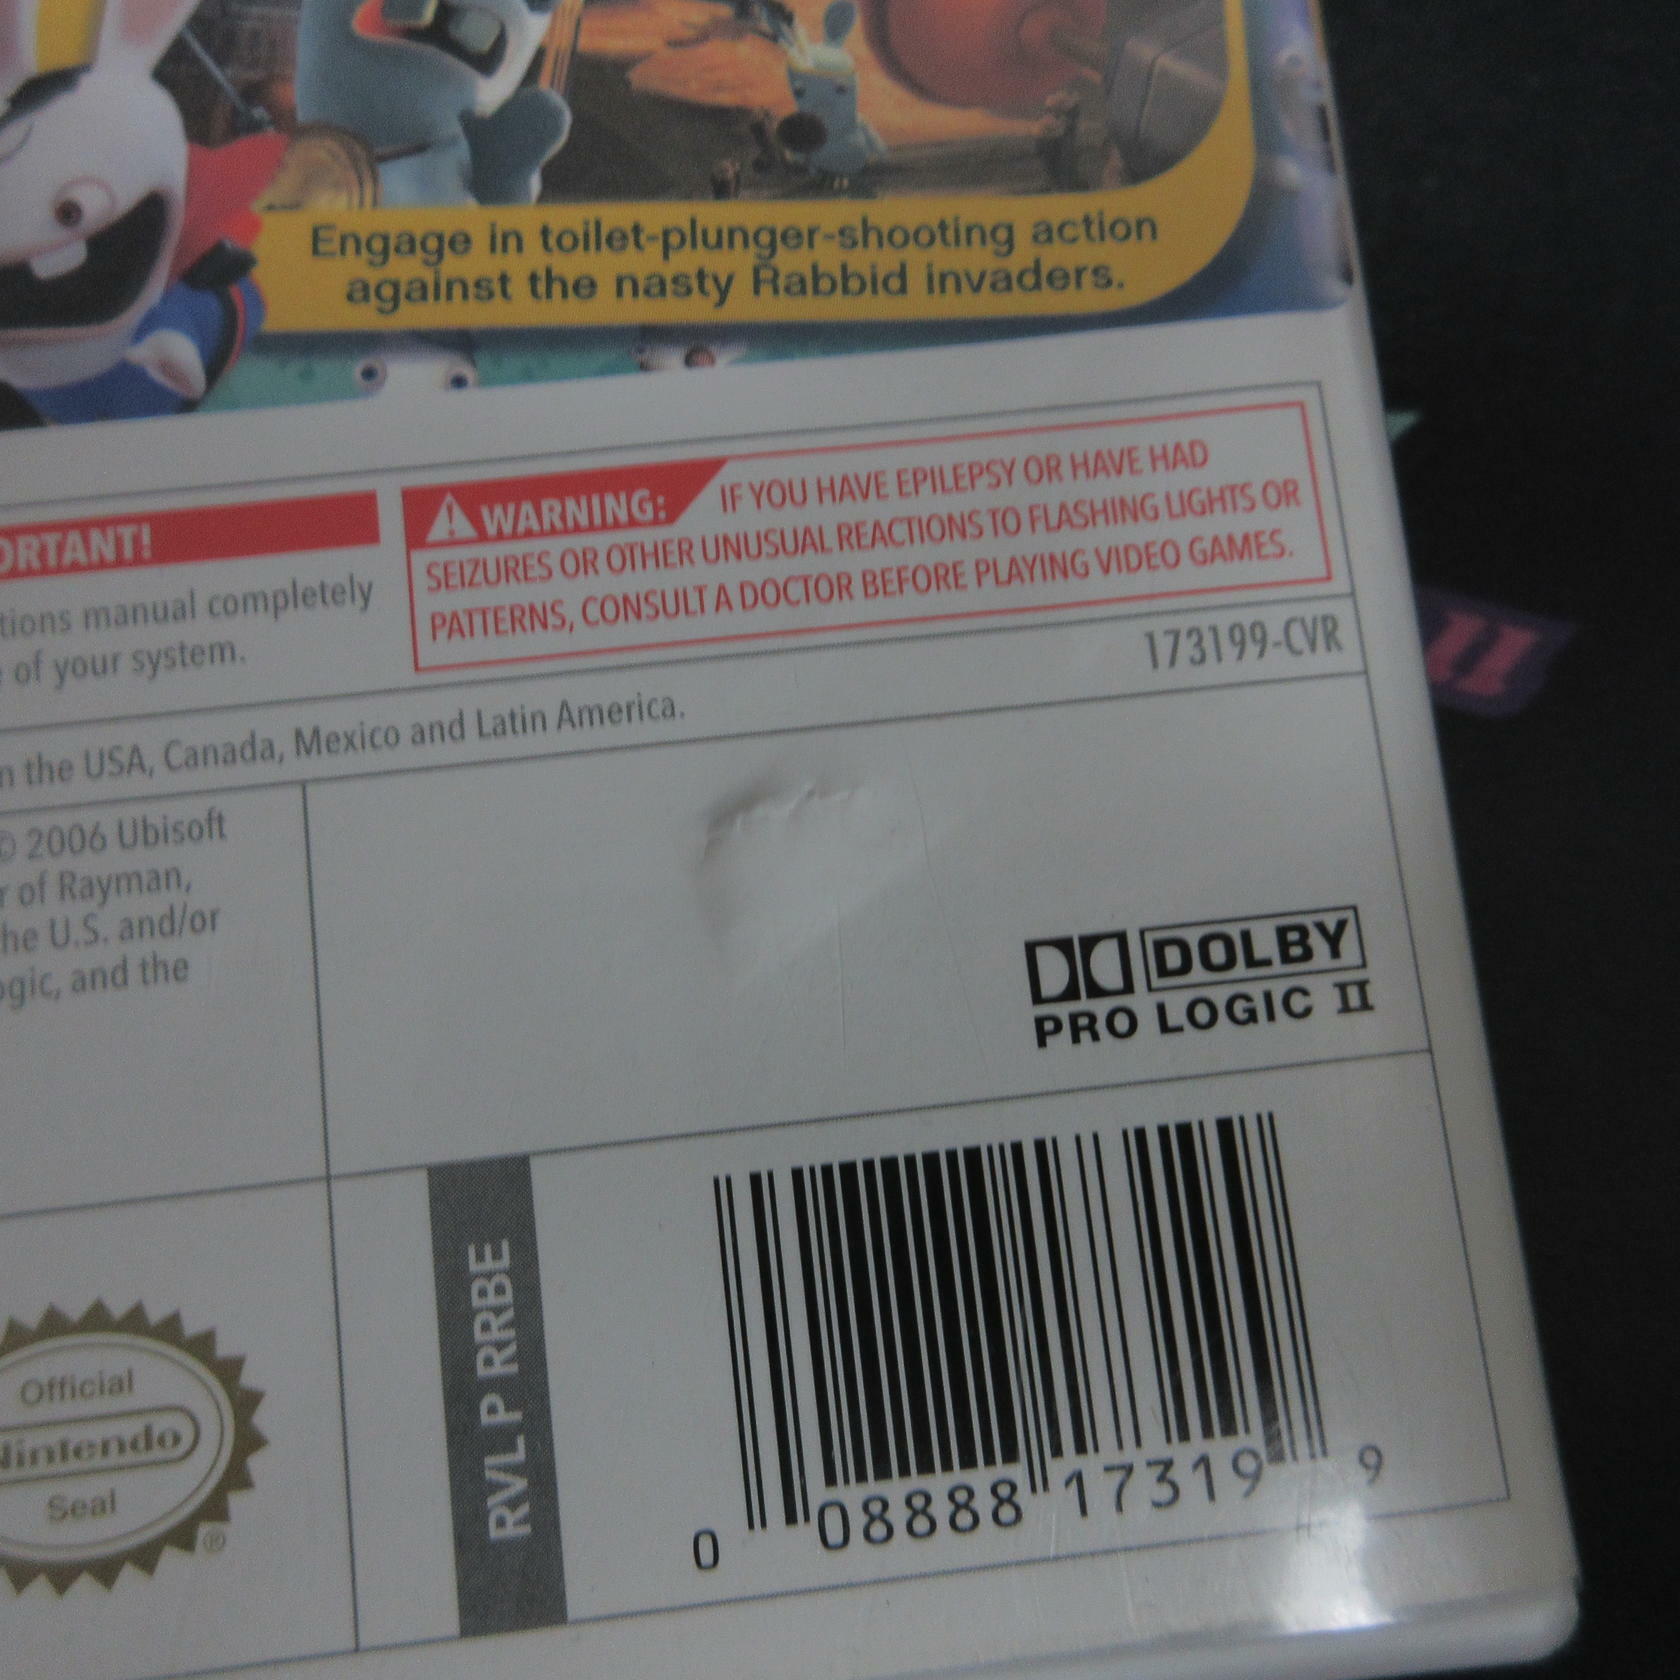 Engage in toilet-plunger-shooting action
against the nasty Rabbid invaders.
ORTANT!
tions manual completely
of your system.
WARNING: IF YOU HAVE EPILEPSY OR HAVE HAD
SEIZURES OR OTHER UNUSUAL REACTIONS TO FLASHING LIGHTS OR
PATTERNS, CONSULT A DOCTOR BEFORE PLAYING VIDEO GAMES.
173199-CVR
n the USA, Canada, Mexico and Latin America.
© 2006 Ubisoft
r of Rayman,
he U.S. and/or
ogic, and the
DOLBY
PRO LOGIC II
Official
Nintendo
Seal
®
RVL P RRBE
0 08888 17319 9
II